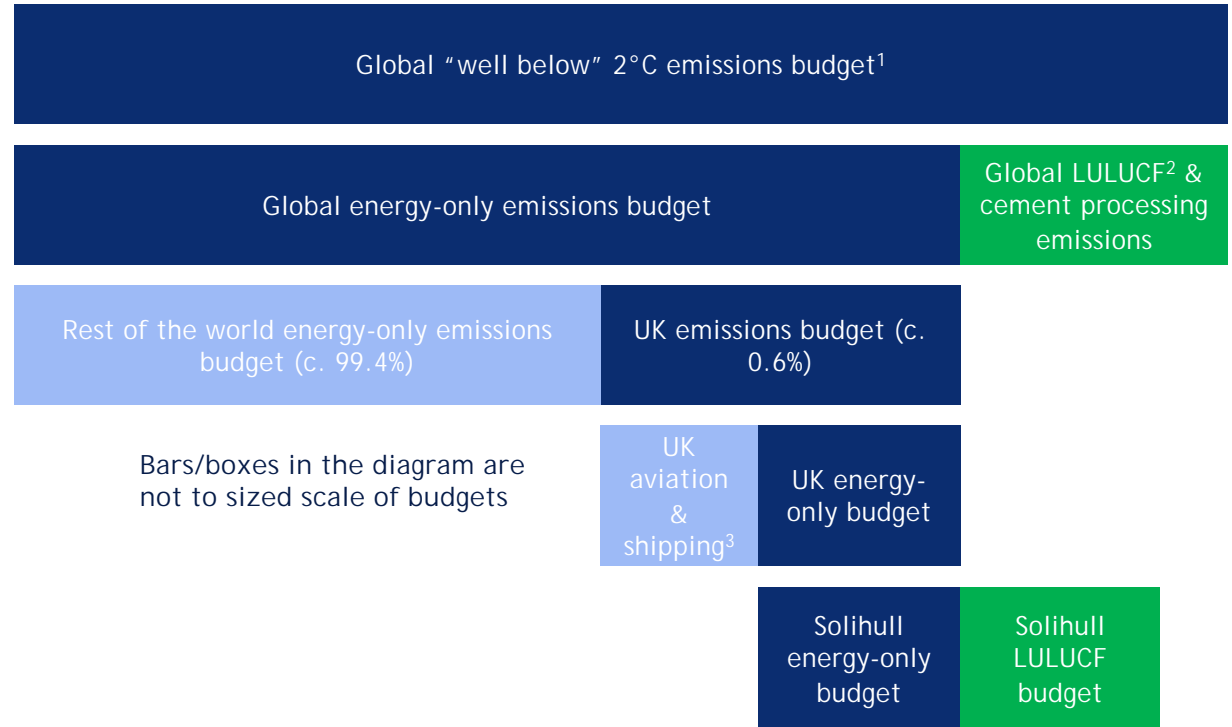 Global “well below” 2°C emissions budget¹
Global energy-only emissions budget
Global LULUCF² &
cement processing
emissions
Rest of the world energy-only emissions
budget (c. 99.4%)
UK emissions budget (c.
0.6%)
Bars/boxes in the diagram are
not to sized scale of budgets
UK
aviation
&
shipping³
UK energy-
only budget
Solihull
energy-only
budget
Solihull
LULUCF
budget